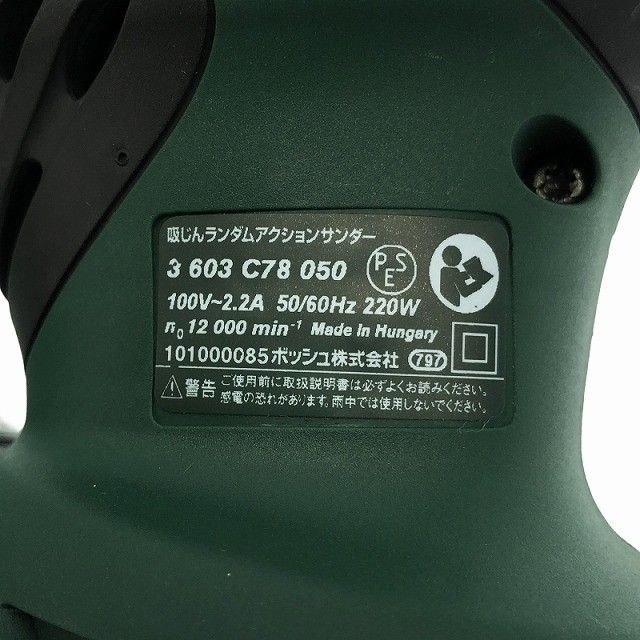 吸じんランダムアクションサンダー
3 603 C78 050
PSE
100V~2.2A 50/60Hz 220W
n₀ 12 000 min⁻¹ Made in Hungary
101000085ボッシュ株式会社 797
警告 ご使用前に取扱説明書は必ずよくお読みください。
感電の恐れがあります。雨中では使用しないでください。